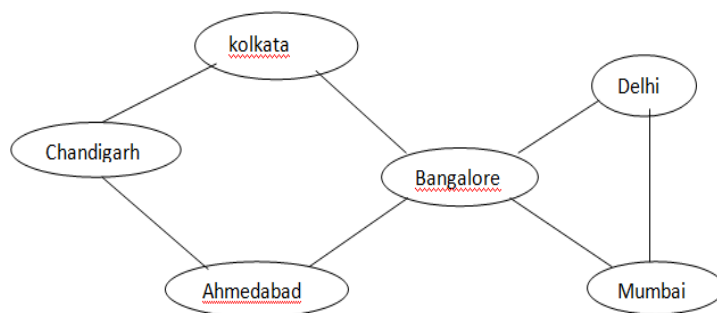 kolkata
Delhi
Chandigarh
Bangalore
Ahmedabad
Mumbai